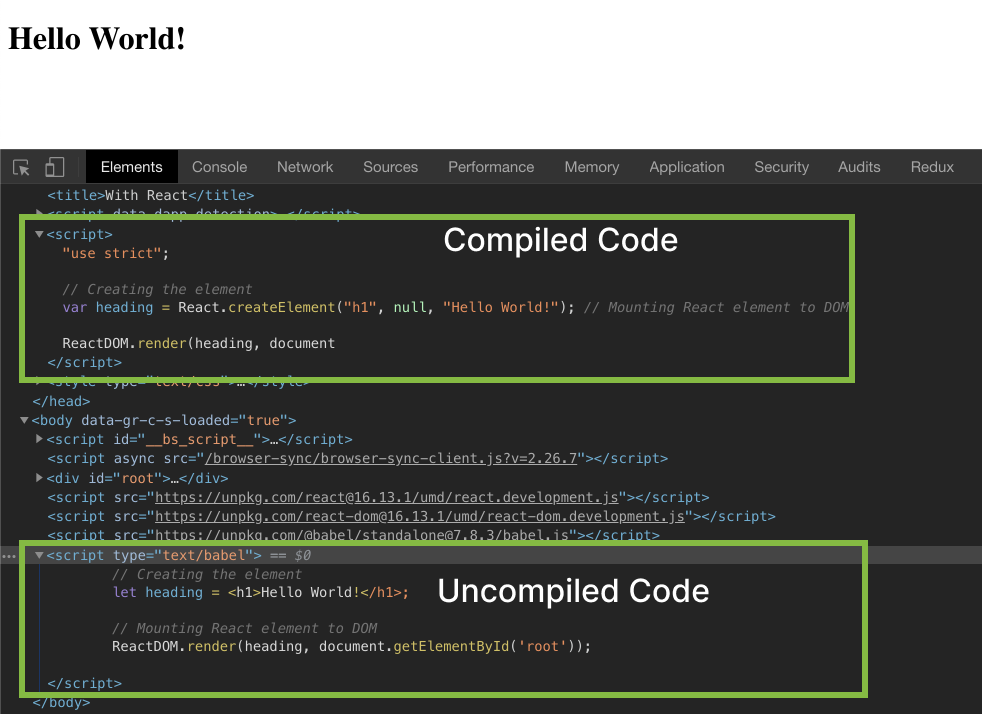 Hello World!
Elements Console Network Sources Performance Memory Application Security Audits Redux
<title>With React</title>
<script data-dapp-detection> </script>
<script>
Compiled Code
"use strict";
// Creating the element
var heading = React.createElement("h1", null, "Hello World!"); // Mounting React element to DOM
ReactDOM.render(heading, document
</script>
<style type="text/css">…</style>
</head>
<body data-gr-c-s-loaded="true">
<script id="__bs_script__">…</script>
<script async src="/browser-sync/browser-sync-client.js?v=2.26.7"></script>
<div id="root">…</div>
<script src="https://unpkg.com/react@16.13.1/umd/react.development.js"></script>
<script src="https://unpkg.com/react-dom@16.13.1/umd/react-dom.development.js"></script>
<script src="https://unpkg.com/@babel/standalone@7.8.3/babel.js"></script>
… <script type="text/babel"> == $0
// Creating the element
let heading = <h1>Hello World!</h1>;
Uncompiled Code
// Mounting React element to DOM
ReactDOM.render(heading, document.getElementById('root'));
</script>
</body>